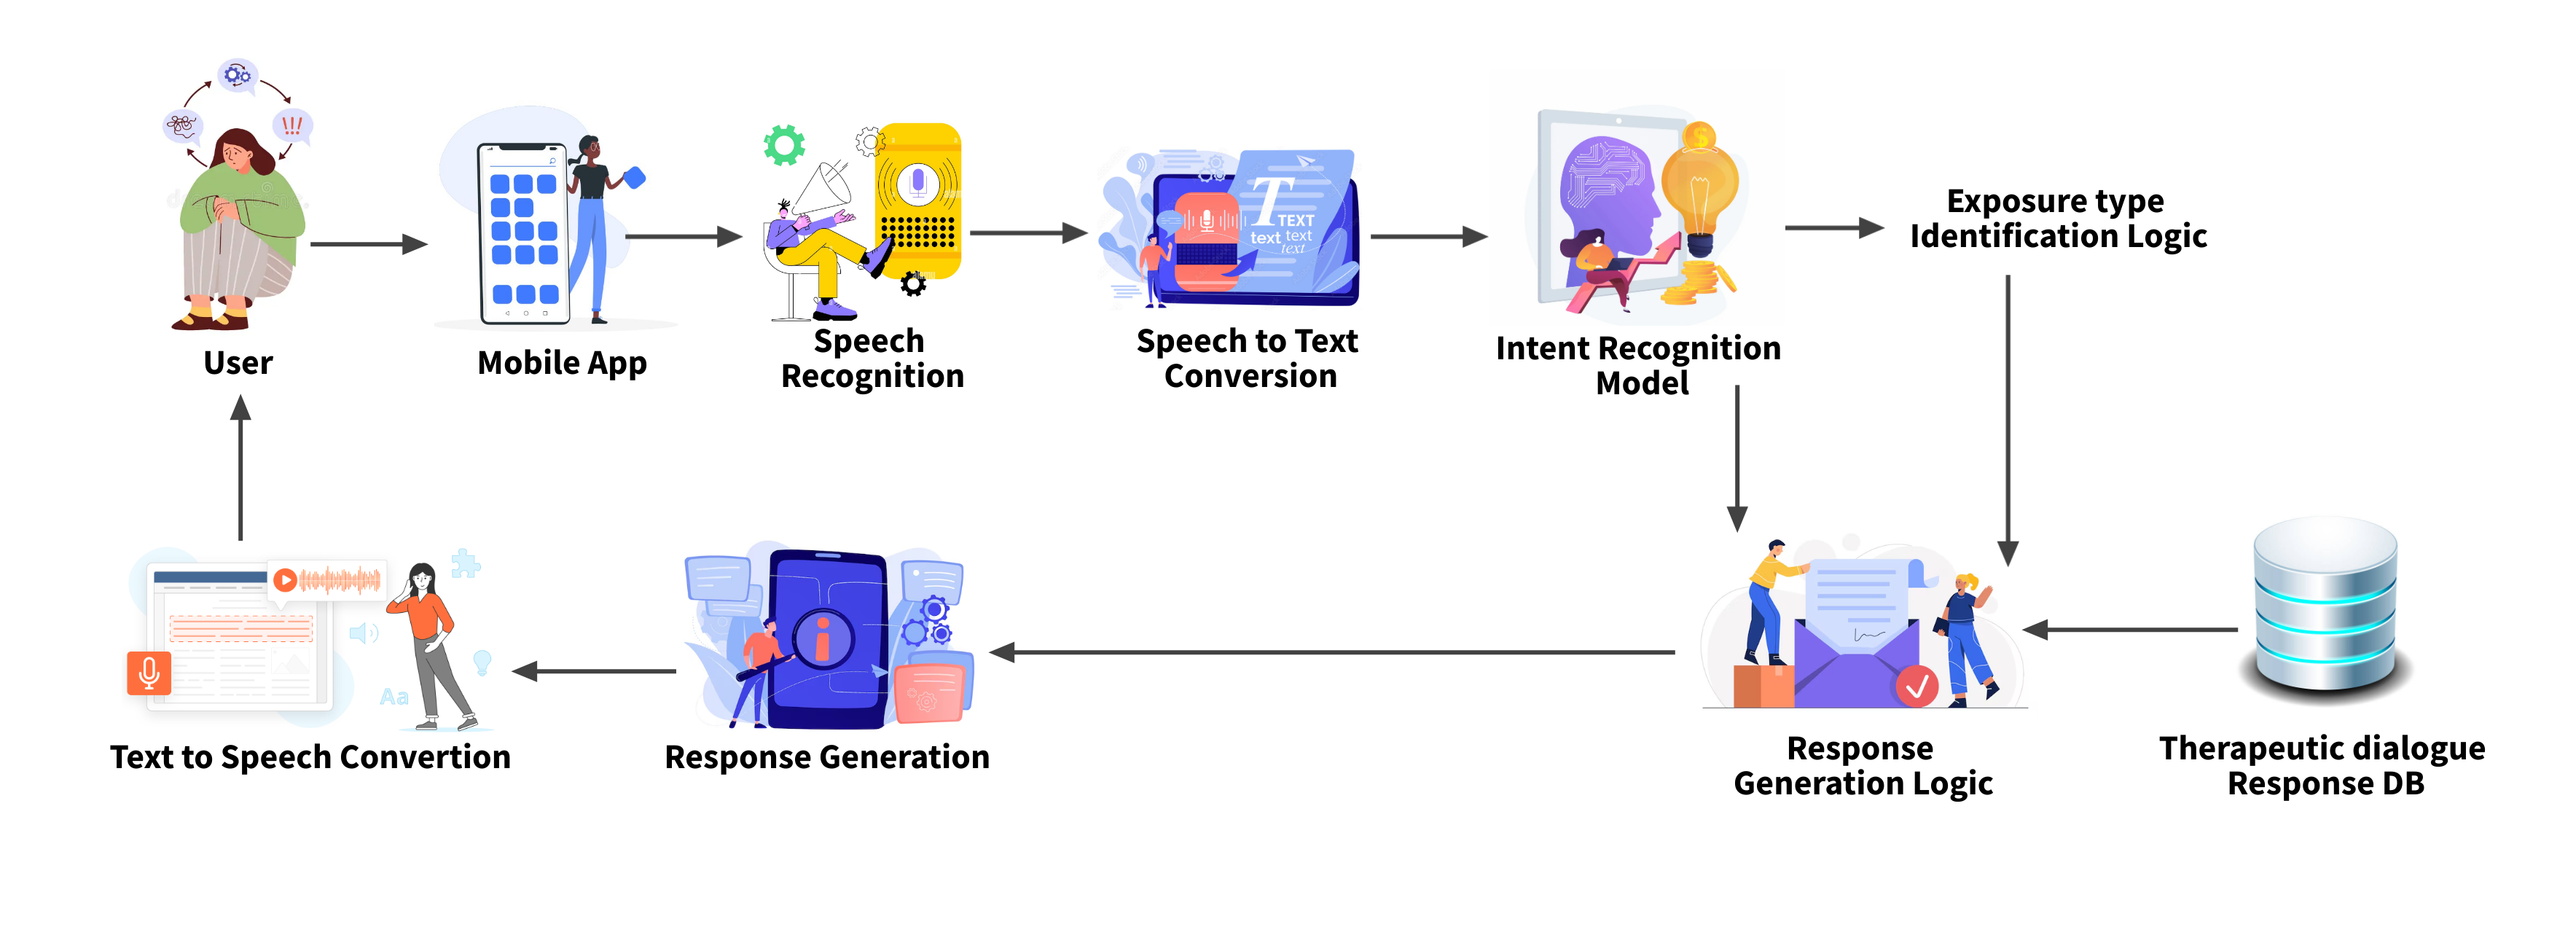 !!!
T
TEXT
text text
text
$
Exposure type
Identification Logic
User
Mobile App
Speech
Recognition
Speech to Text
Conversion
Intent Recognition
Model
i
Aa
Text to Speech Convertion
Response Generation
Response
Generation Logic
Therapeutic dialogue
Response DB